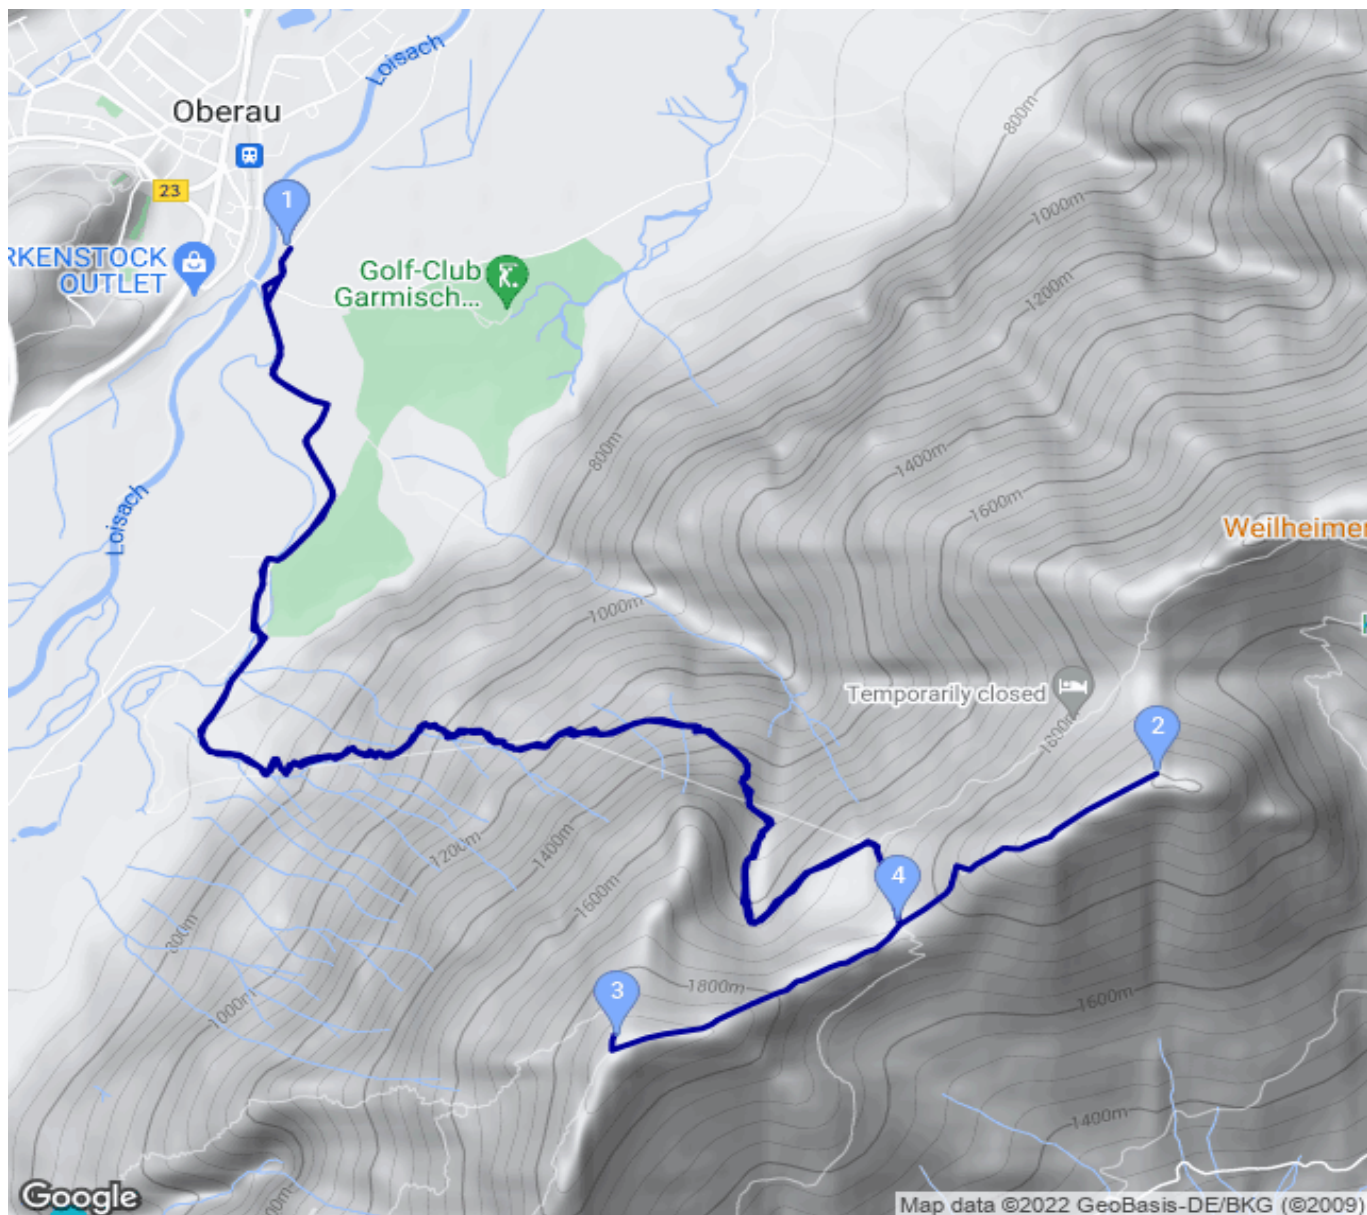 Loisach
Oberau
800m
23
1
1000m
RKENSTOCK
OUTLET
Golf-Club
Garmisch...
1200m
800m
1400m
1600m
Loisach
Weilheimer
1000m
Temporarily closed
1800m
2
1200m
1400m
1600m
4
800m
1000m
3
1800m
1600m
1400m
Google
Map data ©2022 GeoBasis-DE/BKG (©2009)